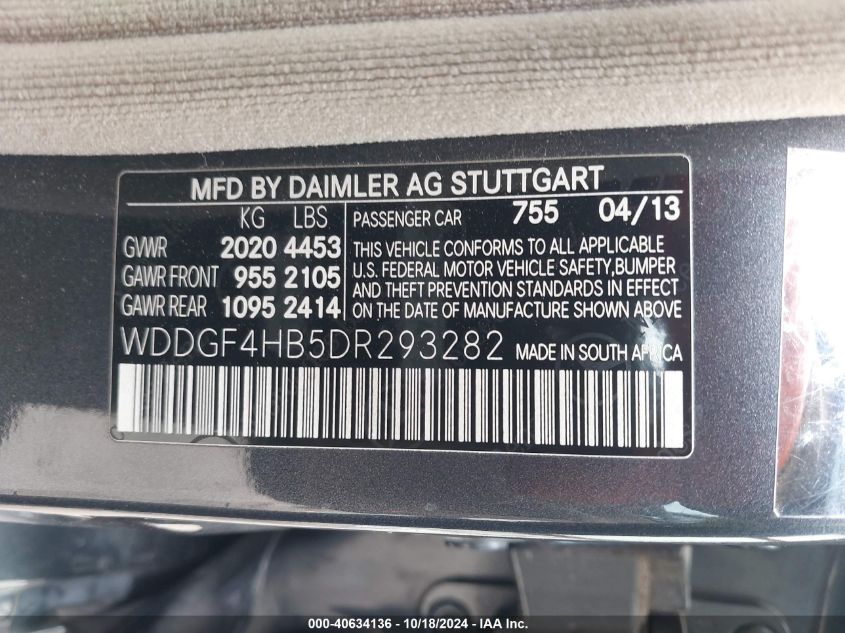 MFD BY DAIMLER AG STUTTGART
KG LBS
GVWR 2020 4453
GAWR FRONT 955 2105
GAWR REAR 1095 2414
PASSENGER CAR 755 04/13
THIS VEHICLE CONFORMS TO ALL APPLICABLE
U.S. FEDERAL MOTOR VEHICLE SAFETY,BUMPER
AND THEFT PREVENTION STANDARDS IN EFFECT
ON THE DATE OF MANUFACTURE SHOWN ABOVE.
WDDGF4HB5DR293282 MADE IN SOUTH AFRICA
000-40634136 - 10/18/2024 - IAA Inc.